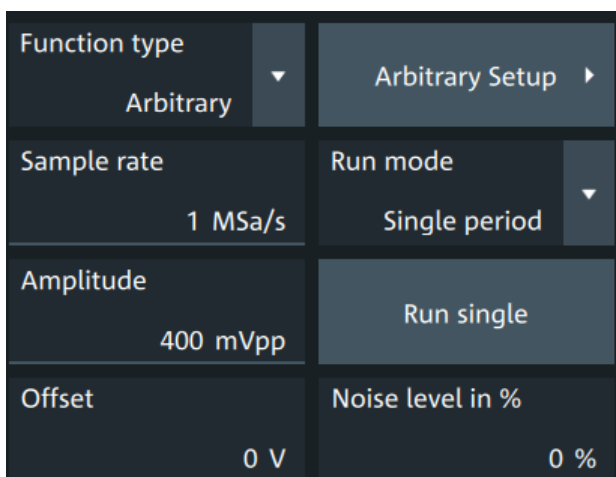 Function type
Arbitrary
Arbitrary Setup
Sample rate
1 MSa/s
Run mode
Single period
Amplitude
400 mVpp
Run single
Offset
0 V
Noise level in %
0 %